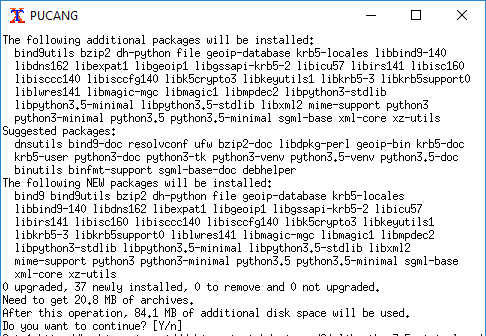 PUCANG
The following additional packages will be installed:
bind9utils bzip2 dh-python file geoip-database krb5-locales libbind9-140
libdns162 libexpat1 libgeoip1 libgssapi-krb5-2 libicu57 libirs141 libisc160
libisccc140 libisccfg140 libk5crypto3 libkeyutils1 libkrb5-3 libkrb5support0
liblwres141 libmagic-mgc libmagic1 libmpdec2 libpython3-stdlib
libpython3.5-minimal libpython3.5-stdlib libxml2 mime-support python3
python3-minimal python3.5 python3.5-minimal sgml-base xml-core xz-utils
Suggested packages:
dnsutils bind9-doc resolvconf ufw bzip2-doc libdpkg-perl geoip-bin krb5-doc
krb5-user python3-doc python3-tk python3-venv python3.5-venv python3.5-doc
binutils binfmt-support sgml-base-doc debhelper
The following NEW packages will be installed:
bind9 bind9utils bzip2 dh-python file geoip-database krb5-locales
libbind9-140 libdns162 libexpat1 libgeoip1 libgssapi-krb5-2 libicu57
libirs141 libisc160 libisccc140 libisccfg140 libk5crypto3 libkeyutils1
libkrb5-3 libkrb5support0 liblwres141 libmagic-mgc libmagic1 libmpdec2
libpython3-stdlib libpython3.5-minimal libpython3.5-stdlib libxml2
mime-support python3 python3-minimal python3.5 python3.5-minimal sgml-base
xml-core xz-utils
0 upgraded, 37 newly installed, 0 to remove and 0 not upgraded.
Need to get 20.8 MB of archives.
After this operation, 84.1 MB of additional disk space will be used.
Do you want to continue? [Y/n]